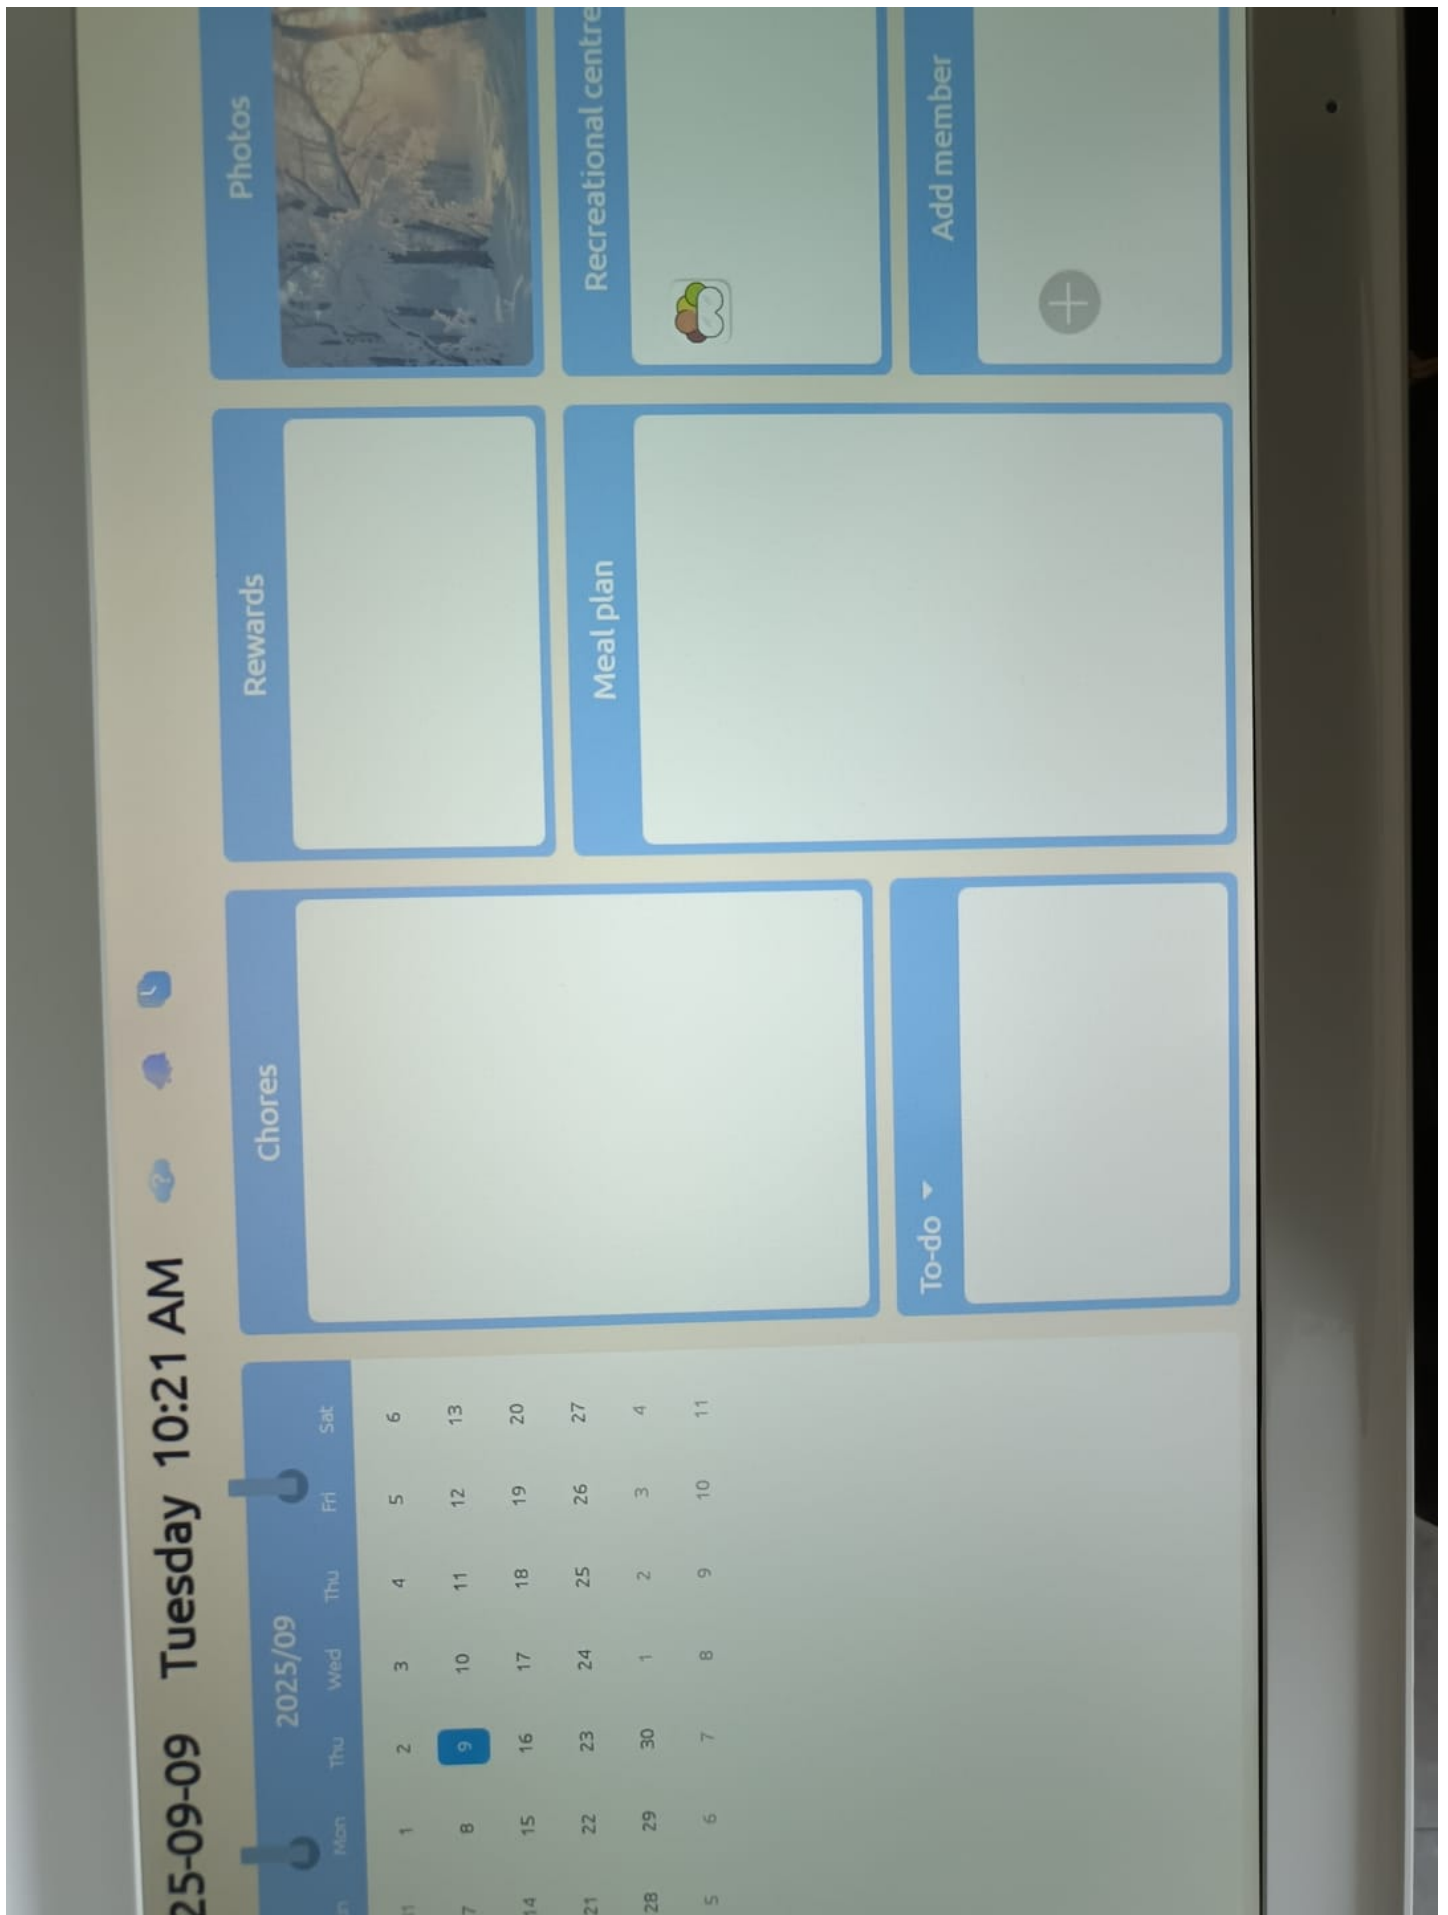 25-09-09 Tuesday 10:21 AM
2025/09
Mon Thu Wed Thu Fri Sat
1 2 3 4 5 6
7 8 9 10 11 12 13
14 15 16 17 18 19 20
21 22 23 24 25 26 27
28 29 30 1 2 3 4
5 6 7 8 9 10 11
Chores
To-do
Rewards
Meal plan
Photos
Recreational centre
Add member